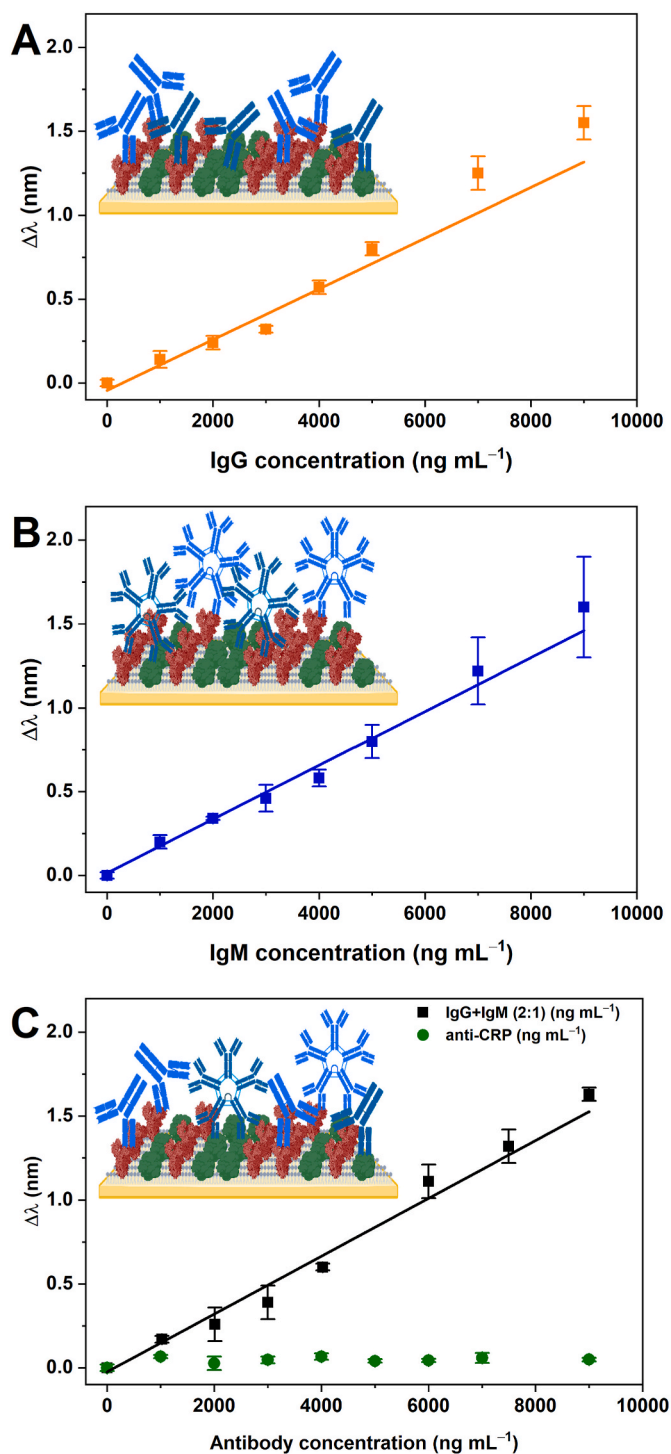 A
2.0
1.5
1.0
0.5
0.0
Δλ (nm)
0 2000 4000 6000 8000 10000
IgG concentration (ng mL⁻¹)
B
2.0
1.5
1.0
0.5
0.0
Δλ (nm)
0 2000 4000 6000 8000 10000
IgM concentration (ng mL⁻¹)
C
IgG+IgM (2:1) (ng mL⁻¹)
anti-CRP (ng mL⁻¹)
2.0
1.5
1.0
0.5
0.0
Δλ (nm)
0 2000 4000 6000 8000 10000
Antibody concentration (ng mL⁻¹)